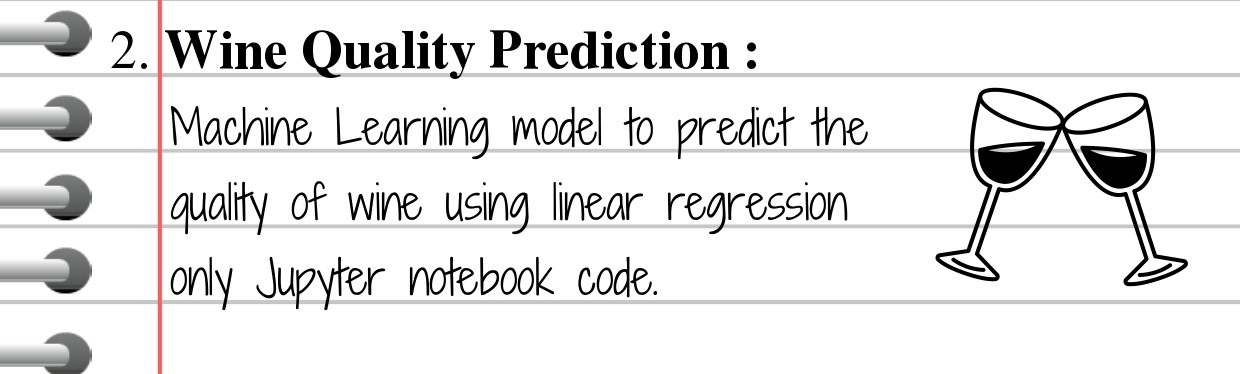 2. Wine Quality Prediction :
Machine Learning model to predict the
quality of wine using linear regression
only Jupyter notebook code.